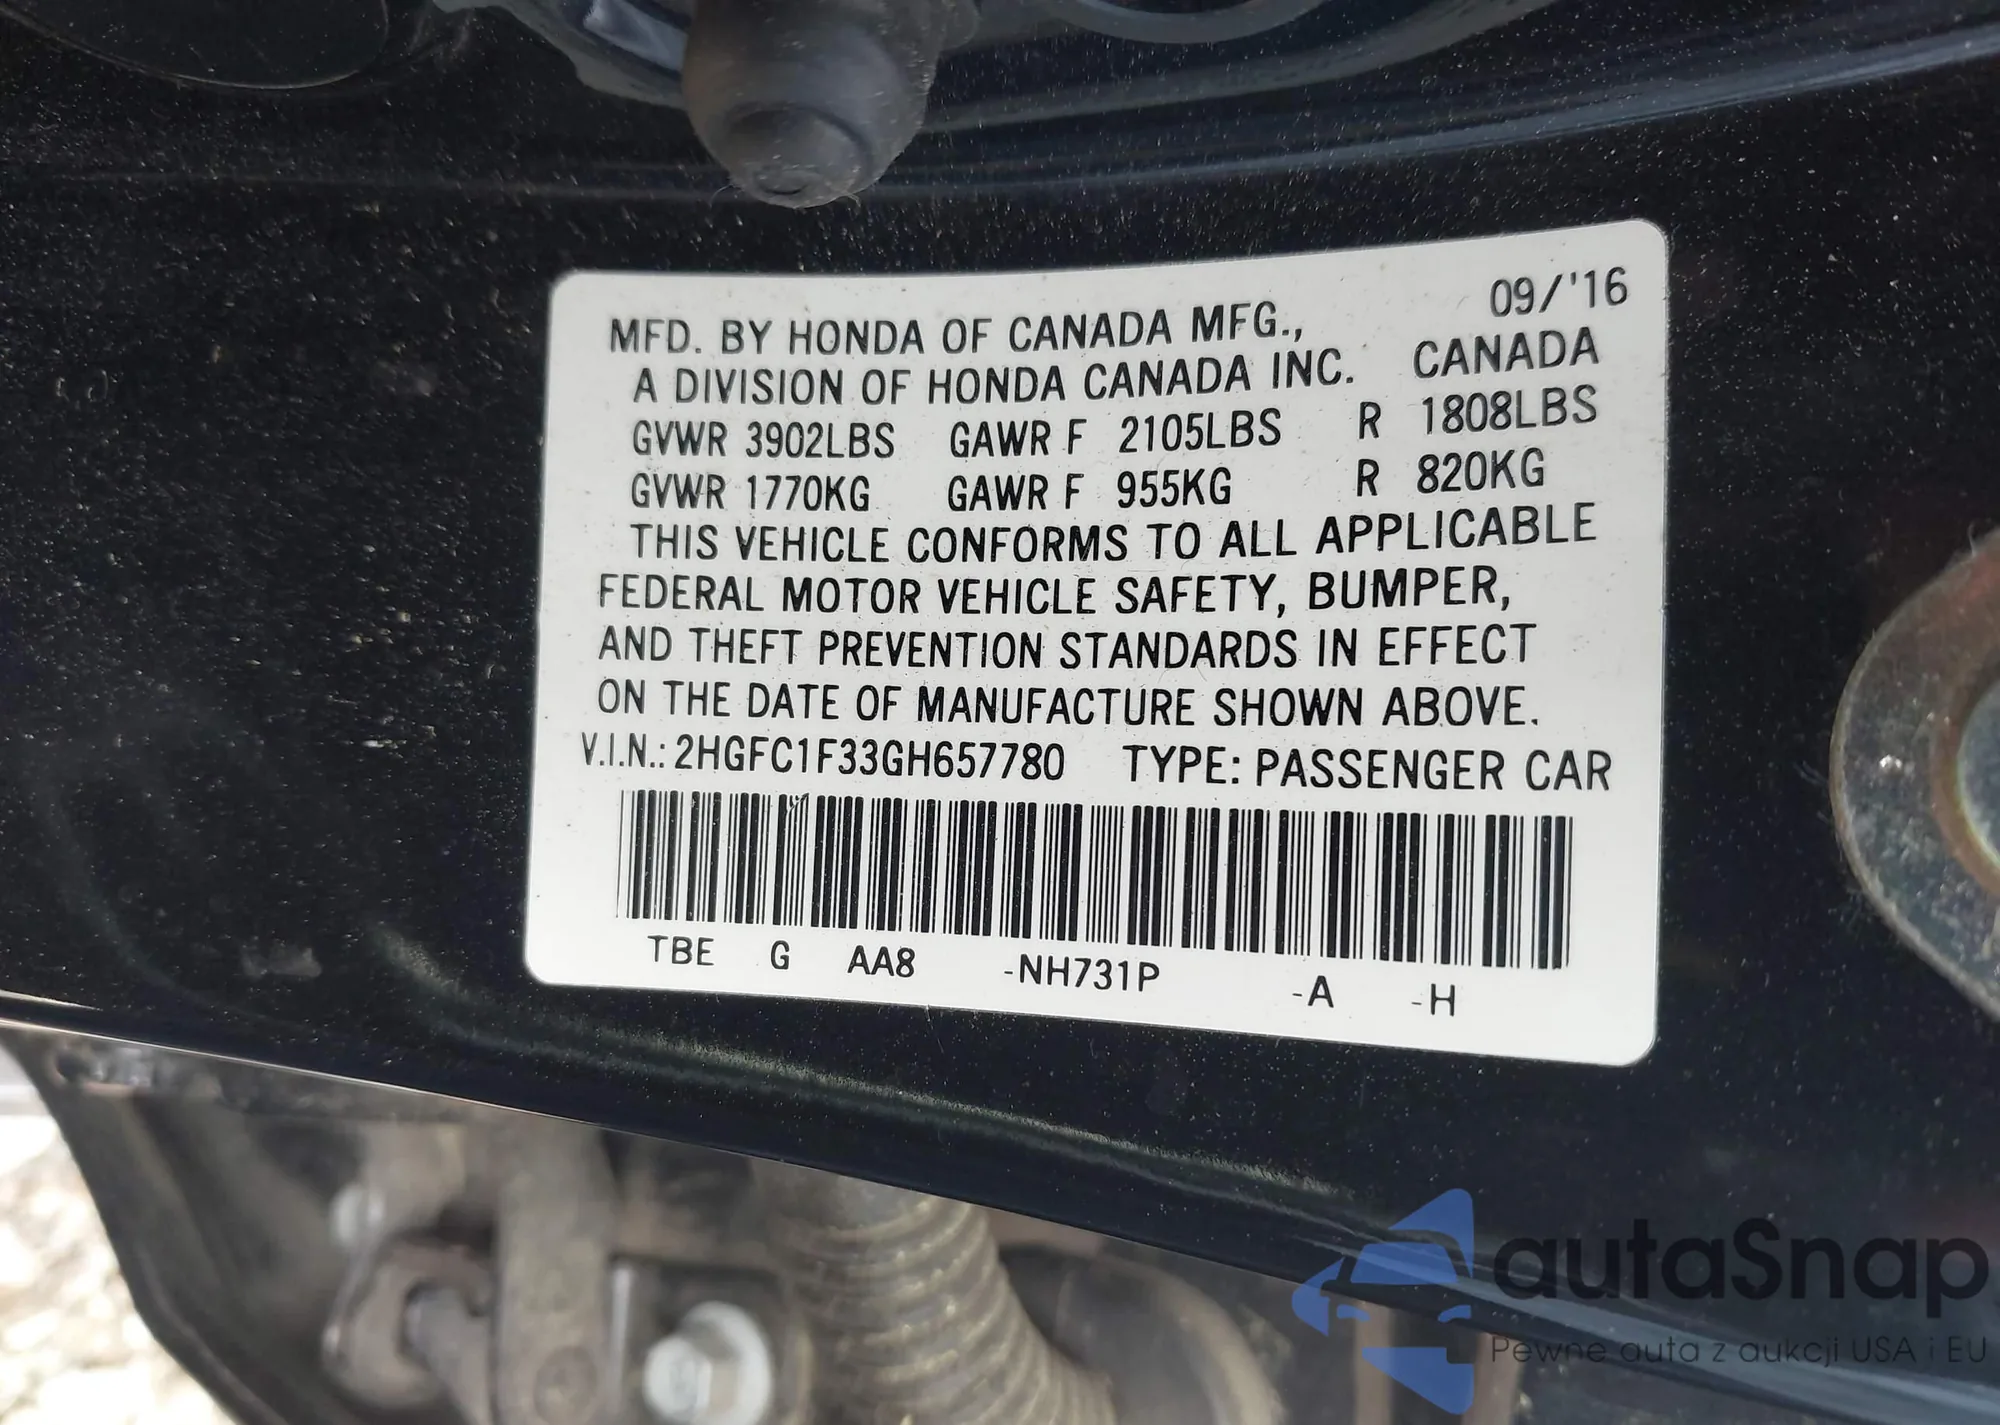 09/'16
MFD. BY HONDA OF CANADA MFG.,
A DIVISION OF HONDA CANADA INC. CANADA
GVWR 3902LBS GAWR F 2105LBS R 1808LBS
GVWR 1770KG GAWR F 955KG R 820KG
THIS VEHICLE CONFORMS TO ALL APPLICABLE
FEDERAL MOTOR VEHICLE SAFETY, BUMPER,
AND THEFT PREVENTION STANDARDS IN EFFECT
ON THE DATE OF MANUFACTURE SHOWN ABOVE.
V.I.N.: 2HGFC1F33GH657780 TYPE: PASSENGER CAR
TBE G AA8 -NH731P -A -H
autaSnap
Pewne auta z aukcji USA i EU